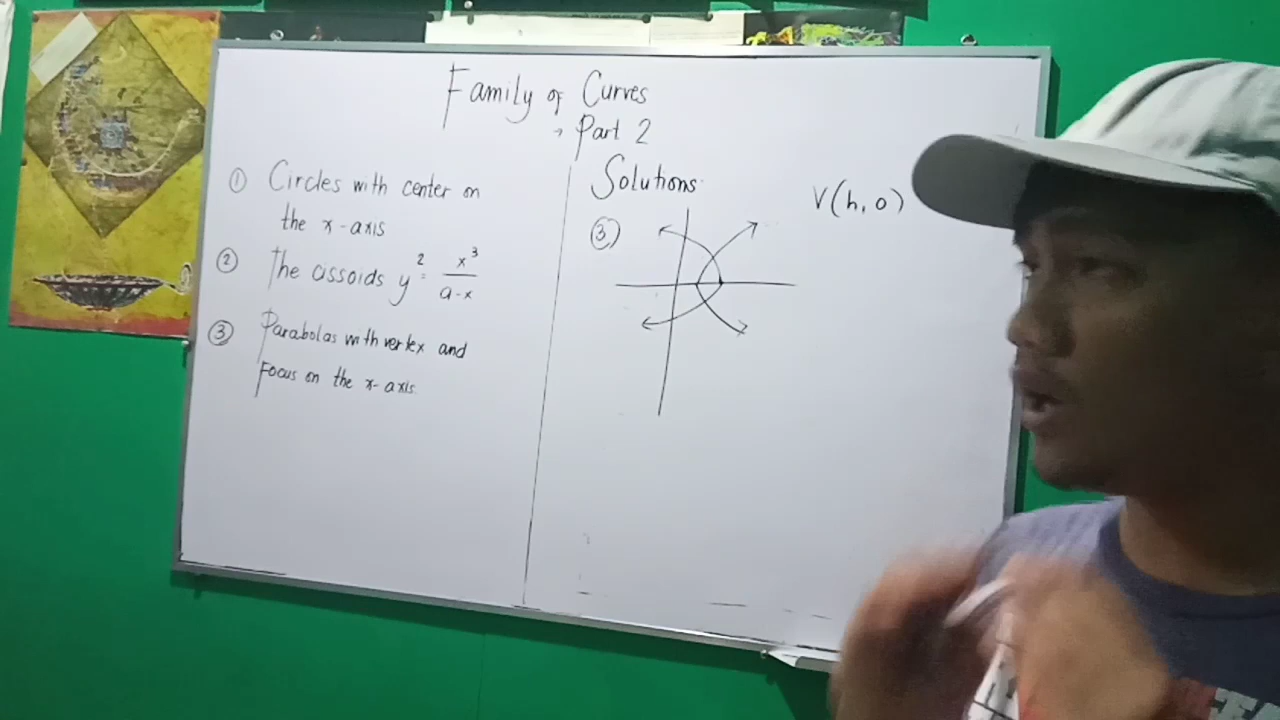 Family of Curves
→ Part 2
① Circles with center on
the x-axis
② The cissoids y² = x³/(a-x)
③ Parabolas with vertex and
Focus on the x-axis
Solutions:
③
V(h,0)